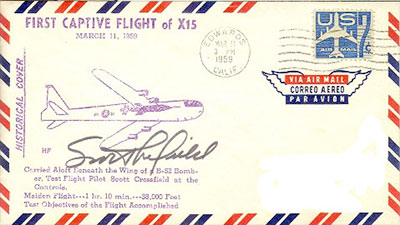 FIRST CAPTIVE FLIGHT of X15
MARCH 11, 1959
HISTORICAL COVER
EDWARDS
MAR 11
3 PM
1959
CALIF.
US
AIR MAIL
7¢
VIA AIR MAIL
CORREO AEREO
PAR AVION
HF
Scott Crossfield
Carried Aloft Beneath the Wing of a B-52 Bomb-
er, Test Flight Pilot Scott Crossfield at the
Controls.
Maiden Flight---1 hr. 10 min.---38,000 Feet
Test Objectives of the Flight Accomplished